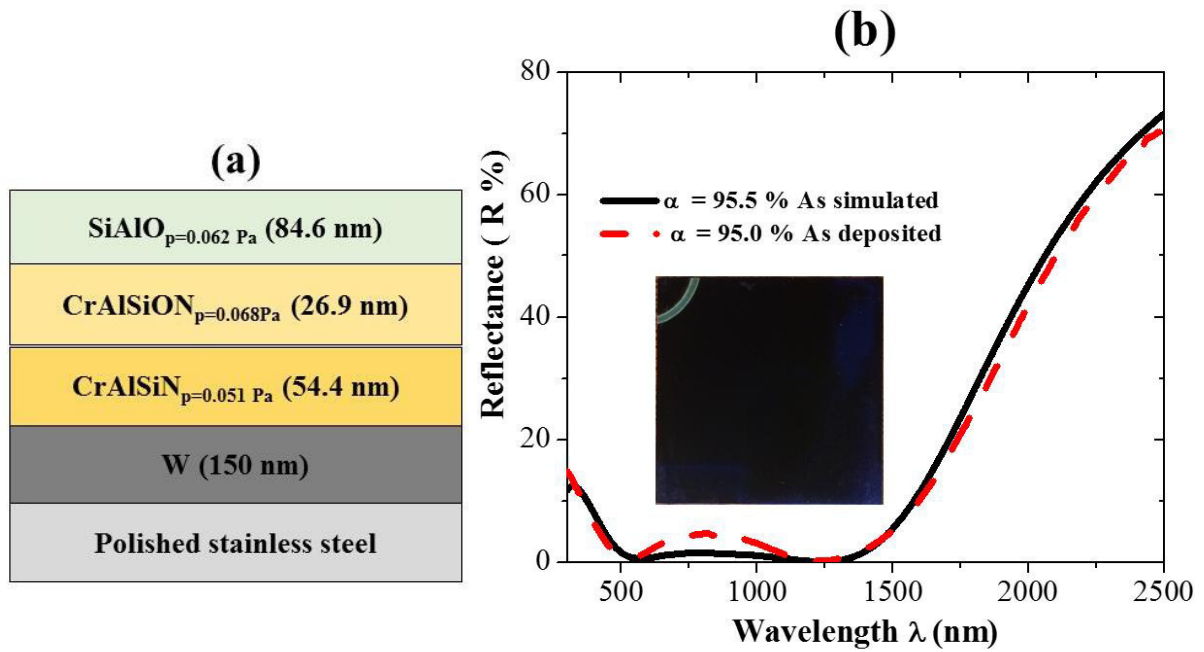 (a)
SiAlOp=0.062 Pa (84.6 nm)
CrAlSiONp=0.068Pa (26.9 nm)
CrAlSiNp=0.051 Pa (54.4 nm)
W (150 nm)
Polished stainless steel
(b)
Reflectance ( R %)
80
60
40
20
0
α = 95.5 % As simulated
α = 95.0 % As deposited
500 1000 1500 2000 2500
Wavelength λ (nm)